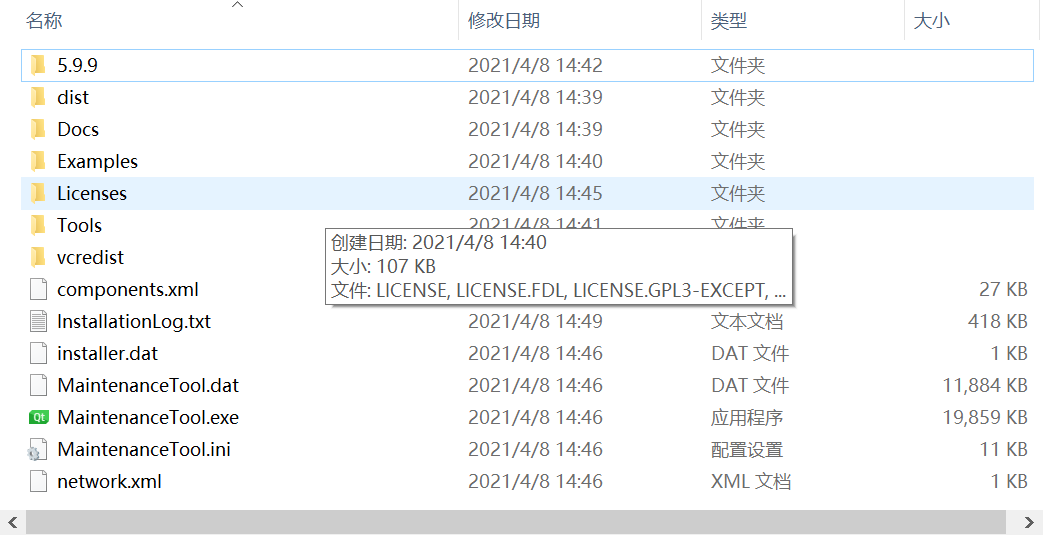 名称 修改日期 类型 大小
5.9.9 2021/4/8 14:42 文件夹
dist 2021/4/8 14:39 文件夹
Docs 2021/4/8 14:39 文件夹
Examples 2021/4/8 14:40 文件夹
Licenses 2021/4/8 14:45 文件夹
Tools 2021/4/8 14:41 文件夹
创建日期: 2021/4/8 14:40
vcredist
大小: 107 KB
components.xml 27 KB
文件: LICENSE, LICENSE.FDL, LICENSE.GPL3-EXCEPT, ...
InstallationLog.txt 2021/4/8 14:49 文本文档 418 KB
installer.dat 2021/4/8 14:46 DAT 文件 1 KB
MaintenanceTool.dat 2021/4/8 14:46 DAT 文件 11,884 KB
Qt MaintenanceTool.exe 2021/4/8 14:46 应用程序 19,859 KB
MaintenanceTool.ini 2021/4/8 14:46 配置设置 11 KB
network.xml 2021/4/8 14:46 XML 文档 1 KB